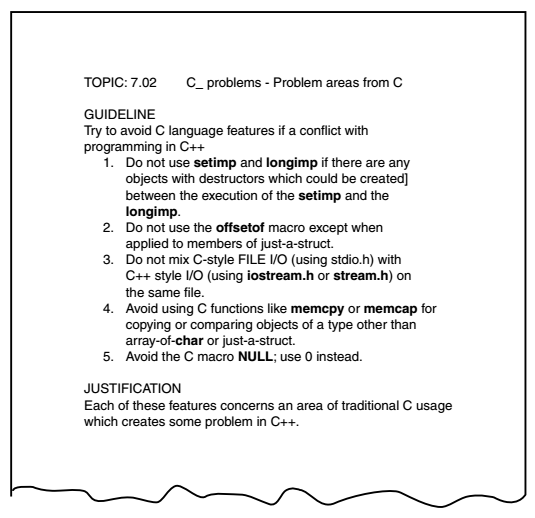 TOPIC: 7.02 C_ problems - Problem areas from C
GUIDELINE
Try to avoid C language features if a conflict with
programming in C++
1. Do not use setimp and longimp if there are any
objects with destructors which could be created]
between the execution of the setimp and the
longimp.
2. Do not use the offsetof macro except when
applied to members of just-a-struct.
3. Do not mix C-style FILE I/O (using stdio.h) with
C++ style I/O (using iostream.h or stream.h) on
the same file.
4. Avoid using C functions like memcpy or memcap for
copying or comparing objects of a type other than
array-of-char or just-a-struct.
5. Avoid the C macro NULL; use 0 instead.
JUSTIFICATION
Each of these features concerns an area of traditional C usage
which creates some problem in C++.